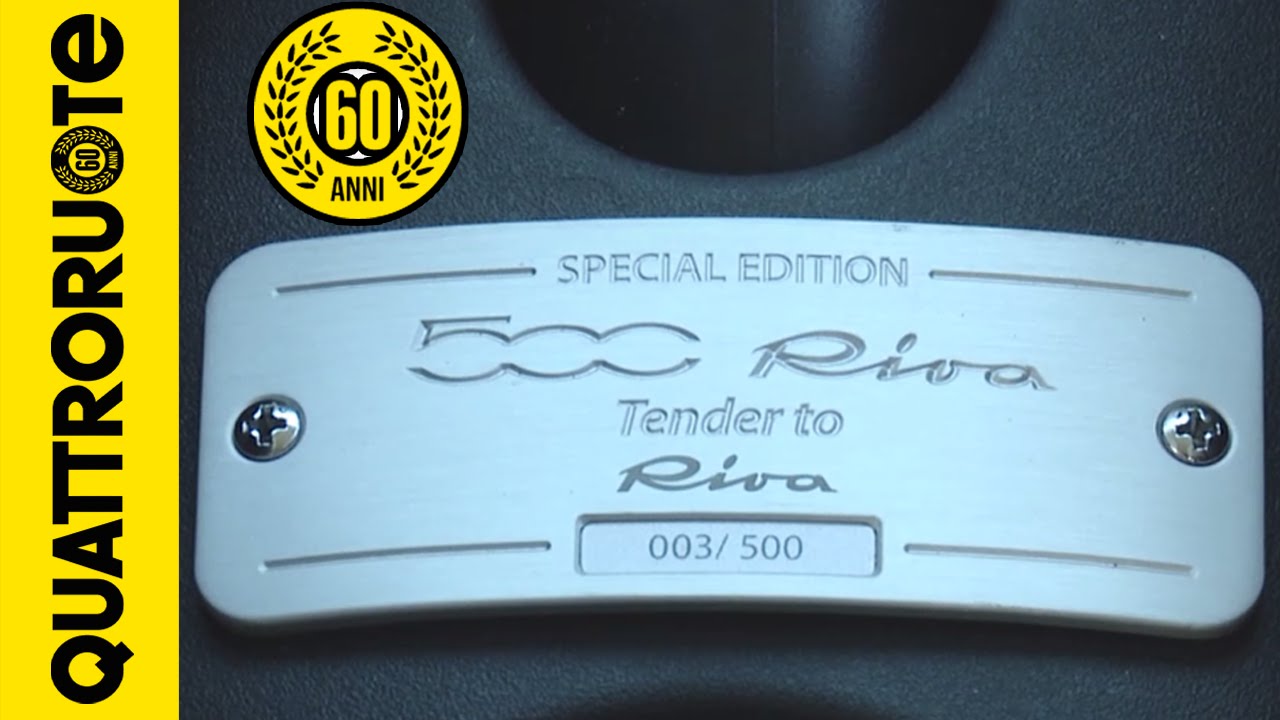 QUATTRORUOTE
60
ANNI
60
ANNI
SPECIAL EDITION
500 Riva
Tender to
Riva
003/ 500